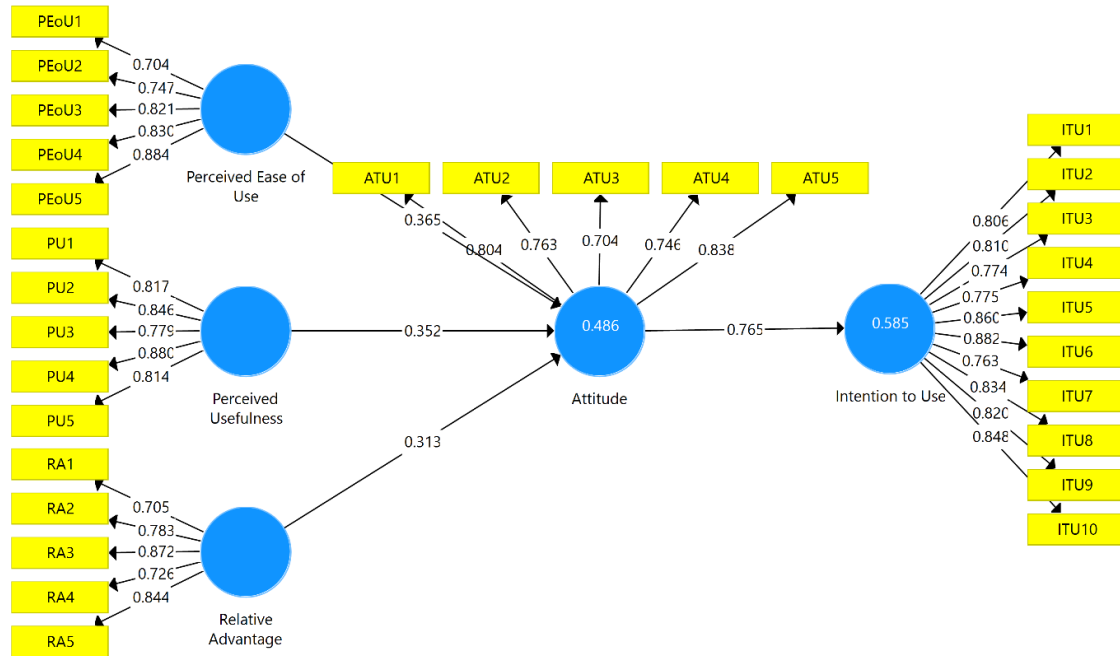 PEoU1
PEoU2
PEoU3
PEoU4
PEoU5
0.704
0.747
0.821
0.830
0.884
Perceived Ease of
Use
PU1
PU2
PU3
PU4
PU5
0.817
0.846
0.779
0.880
0.814
Perceived
Usefulness
RA1
RA2
RA3
RA4
RA5
0.705
0.783
0.872
0.726
0.844
Relative
Advantage
0.365
0.352
0.313
ATU1
ATU2
ATU3
ATU4
ATU5
0.804
0.763
0.704
0.746
0.838
0.486
Attitude
0.765
0.585
Intention to Use
0.806
0.810
0.774
0.775
0.860
0.882
0.763
0.834
0.820
0.848
ITU1
ITU2
ITU3
ITU4
ITU5
ITU6
ITU7
ITU8
ITU9
ITU10